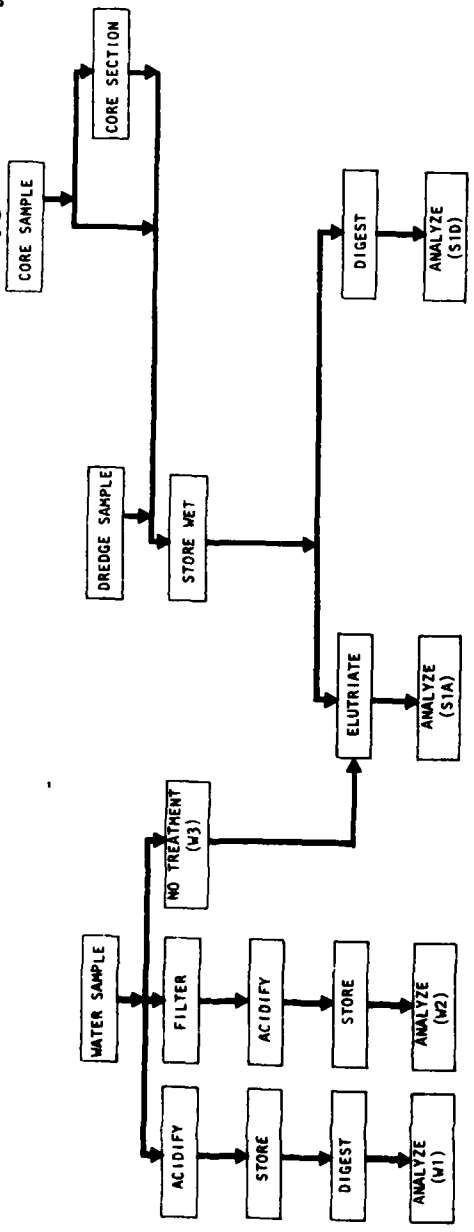 WATER SAMPLE
ACIDIFY
STORE
DIGEST
ANALYZE
(W1)
FILTER
ACIDIFY
STORE
ANALYZE
(W2)
NO TREATMENT
(W3)
DREDGE SAMPLE
CORE SAMPLE
CORE SECTION
STORE WET
ELUTRIATE
ANALYZE
(S1A)
DIGEST
ANALYZE
(S1D)